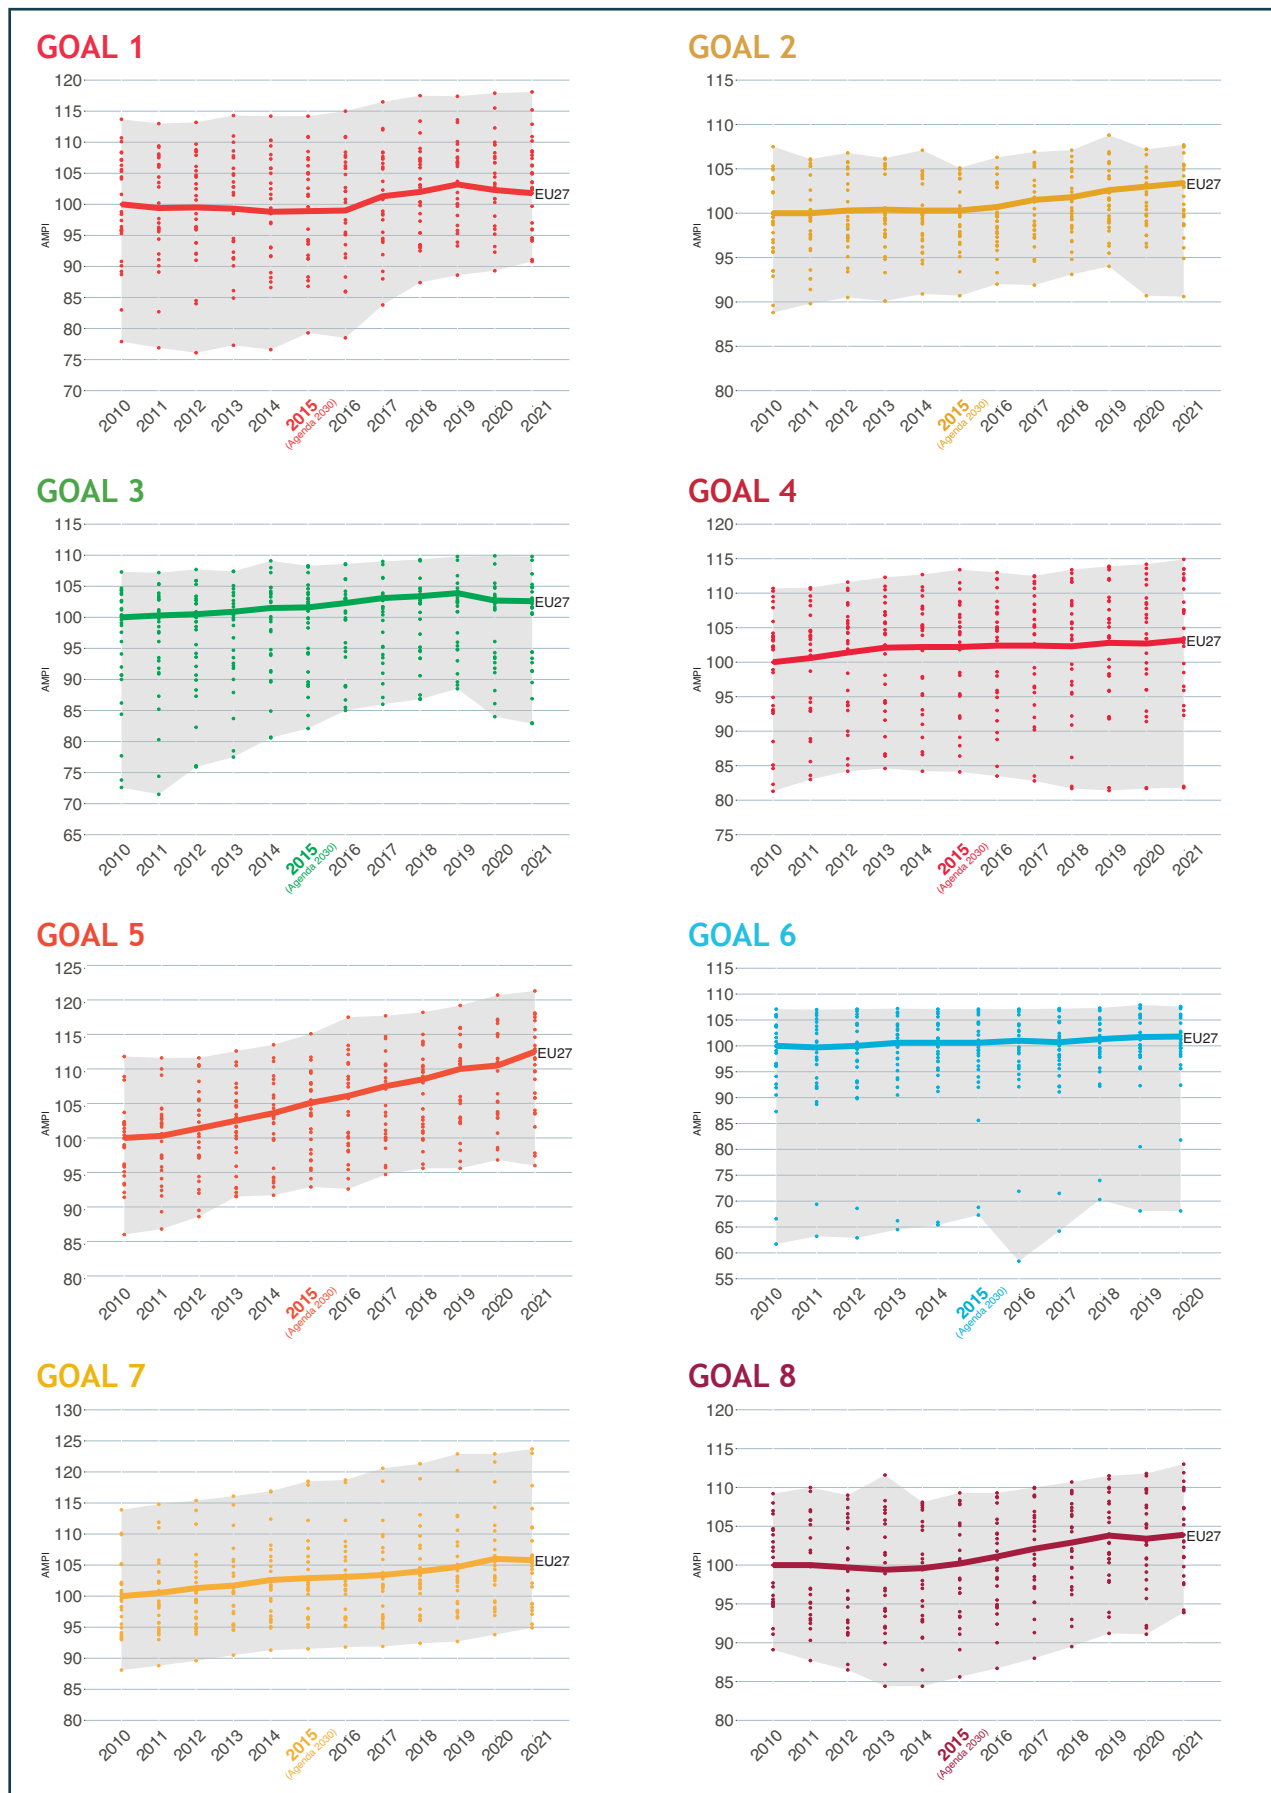 GOAL 1
120
115
110
105
100
95
90
85
80
75
70
AMPI
EU27
2010 2011 2012 2013 2014 2015 2016 2017 2018 2019 2020 2021
(Agenda 2030)
GOAL 2
115
110
105
100
95
90
85
80
AMPI
EU27
2010 2011 2012 2013 2014 2015 2016 2017 2018 2019 2020 2021
(Agenda 2030)
GOAL 3
115
110
105
100
95
90
85
80
75
70
65
AMPI
EU27
2010 2011 2012 2013 2014 2015 2016 2017 2018 2019 2020 2021
(Agenda 2030)
GOAL 4
120
115
110
105
100
95
90
85
80
75
AMPI
EU27
2010 2011 2012 2013 2014 2015 2016 2017 2018 2019 2020 2021
(Agenda 2030)
GOAL 5
125
120
115
110
105
100
95
90
85
80
AMPI
EU27
2010 2011 2012 2013 2014 2015 2016 2017 2018 2019 2020 2021
(Agenda 2030)
GOAL 6
115
110
105
100
95
90
85
80
75
70
65
60
55
AMPI
EU27
2010 2011 2012 2013 2014 2015 2016 2017 2018 2019 2020
(Agenda 2030)
GOAL 7
130
125
120
115
110
105
100
95
90
85
80
AMPI
EU27
2010 2011 2012 2013 2014 2015 2016 2017 2018 2019 2020 2021
(Agenda 2030)
GOAL 8
120
115
110
105
100
95
90
85
80
AMPI
EU27
2010 2011 2012 2013 2014 2015 2016 2017 2018 2019 2020 2021
(Agenda 2030)